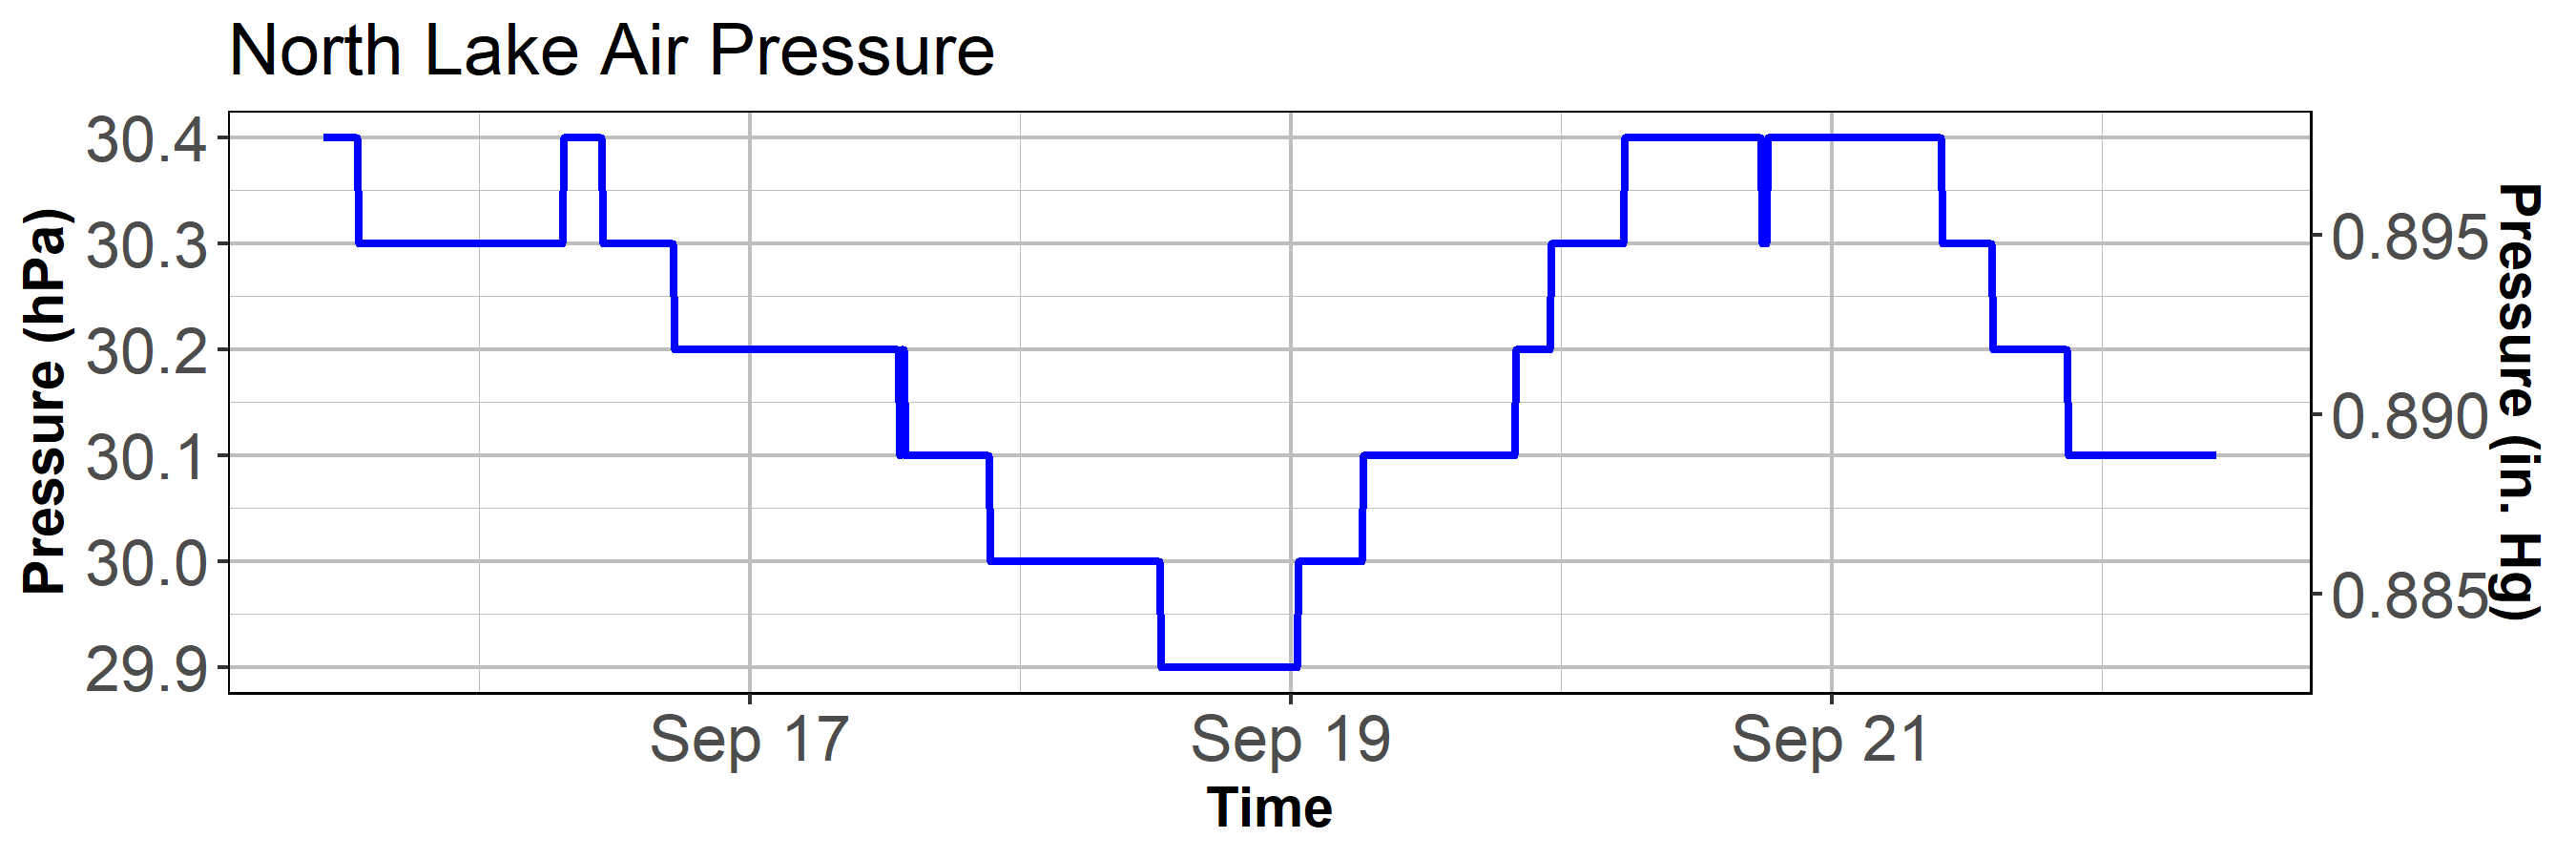 North Lake Air Pressure
Pressure (hPa)
30.4
30.3
30.2
30.1
30.0
29.9
0.895
0.890
0.885
Pressure (in. Hg)
Sep 17
Sep 19
Sep 21
Time